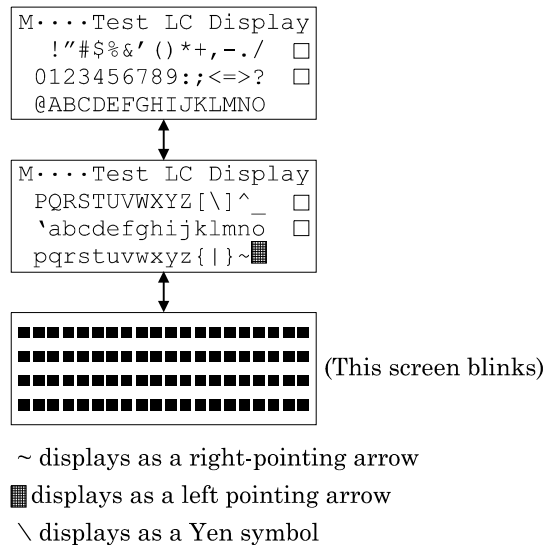 M····Test LC Display
!"#$%&'()*+,-./ □
0123456789:;<=>? □
@ABCDEFGHIJKLMNO
M····Test LC Display
PQRSTUVWXYZ[\]^_ □
‘abcdefghijklmno □
pqrstuvwxyz{|}~▓
■■■■■■■■■■■■■■■■■■■■
■■■■■■■■■■■■■■■■■■■■
■■■■■■■■■■■■■■■■■■■■
■■■■■■■■■■■■■■■■■■■■
(This screen blinks)
~ displays as a right-pointing arrow
▓ displays as a left pointing arrow
\ displays as a Yen symbol